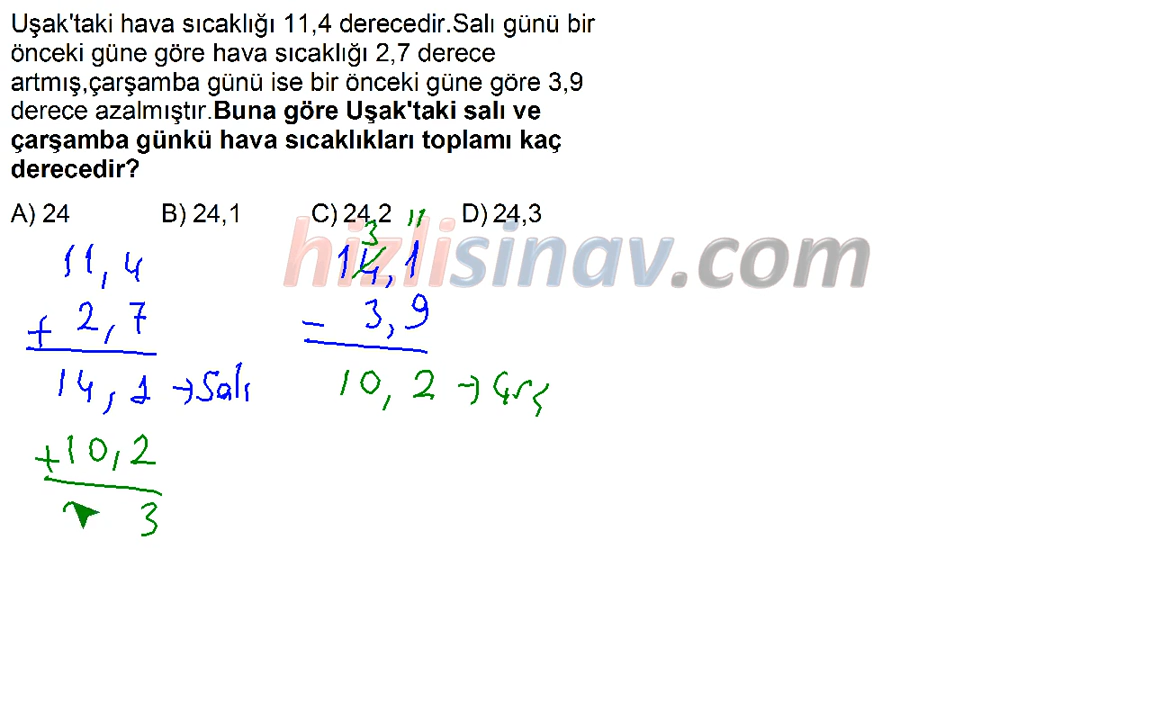 Uşak'taki hava sıcaklığı 11,4 derecedir.Salı günü bir
önceki güne göre hava sıcaklığı 2,7 derece
artmış,çarşamba günü ise bir önceki güne göre 3,9
derece azalmıştır.Buna göre Uşak'taki salı ve
çarşamba günkü hava sıcaklıkları toplamı kaç
derecedir?
A) 24 B) 24,1 C) 24,2 D) 24,3
hizlisinav.com
3 11
11,4 14,1
+ 2,7 - 3,9
14,1 → Salı 10,2 → Çrş
+10,2
3